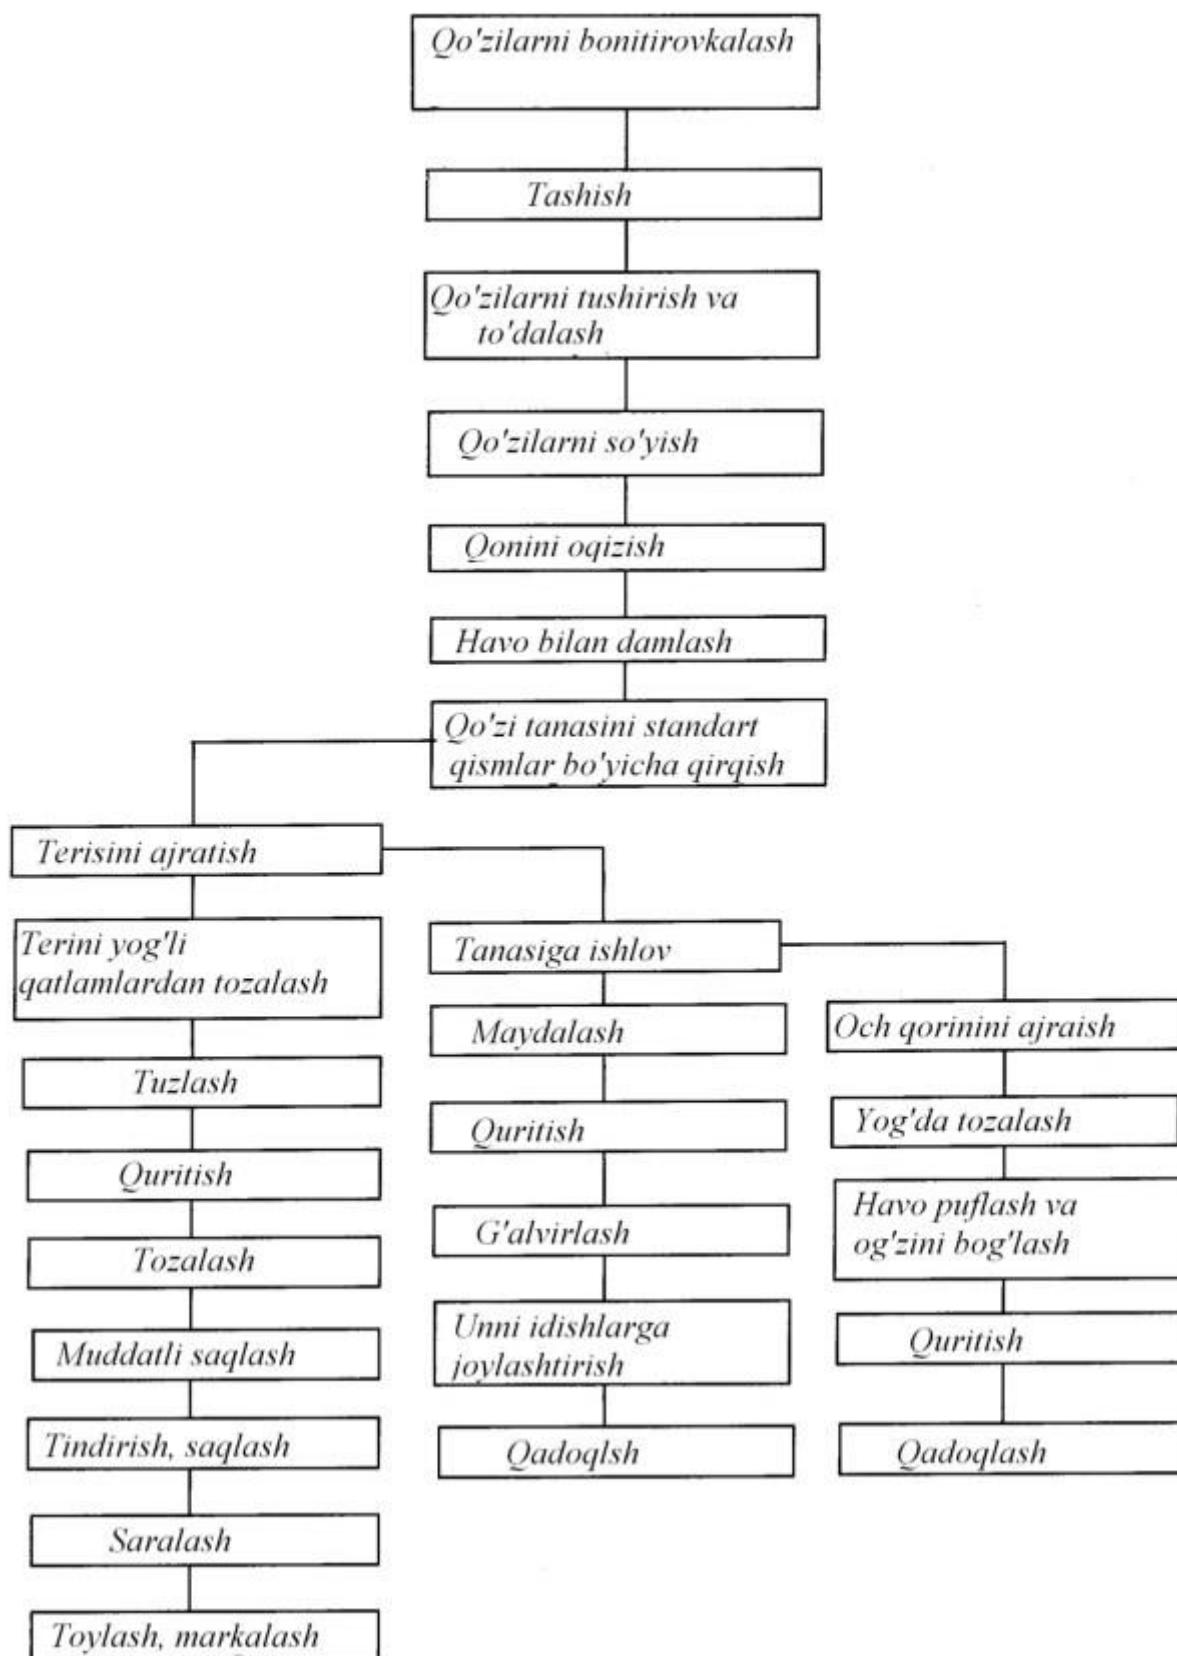 Qo'zilarni bonitirovkalash
Tashish
Qo'zilarni tushirish va
to'dalash
Qo'zilarni so'yish
Qonini oqizish
Havo bilan damlash
Qo'zi tanasini standart
qismlar bo'yicha qirqish
Terisini ajratish
Terini yog'li
qatlamlardan tozalash
Tuzlash
Quritish
Tozalash
Muddatli saqlash
Tindirish, saqlash
Saralash
Toylash, markalash
Tanasiga ishlov
Maydalash
Quritish
G'alvirlash
Unni idishlarga
joylashtirish
Qadoqlsh
Och qorinini ajraish
Yog'da tozalash
Havo puflash va
og'zini bog'lash
Quritish
Qadoqlash